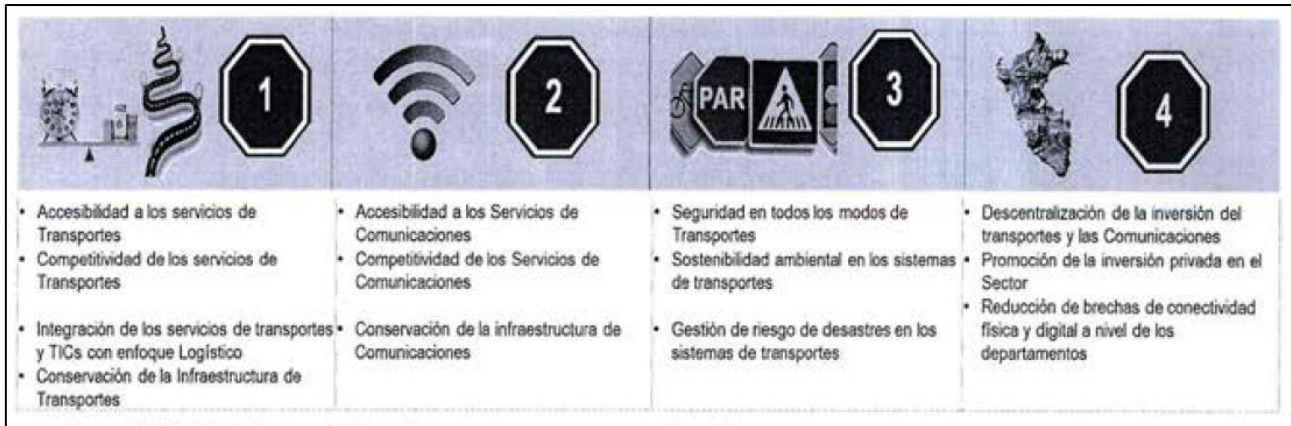 1
2
PAR
3
4
• Accesibilidad a los servicios de
Transportes
• Competitividad de los servicios de
Transportes
• Integración de los servicios de transportes
y TICs con enfoque Logístico
• Conservación de la Infraestructura de
Transportes
• Accesibilidad a los Servicios de
Comunicaciones
• Competitividad de los Servicios de
Comunicaciones
• Conservación de la infraestructura de
Comunicaciones
• Seguridad en todos los modos de
Transportes
• Sostenibilidad ambiental en los sistemas
de transportes
• Gestión de riesgo de desastres en los
sistemas de transportes
• Descentralización de la inversión del
transportes y las Comunicaciones
• Promoción de la inversión privada en el
Sector
• Reducción de brechas de conectividad
física y digital a nivel de los
departamentos